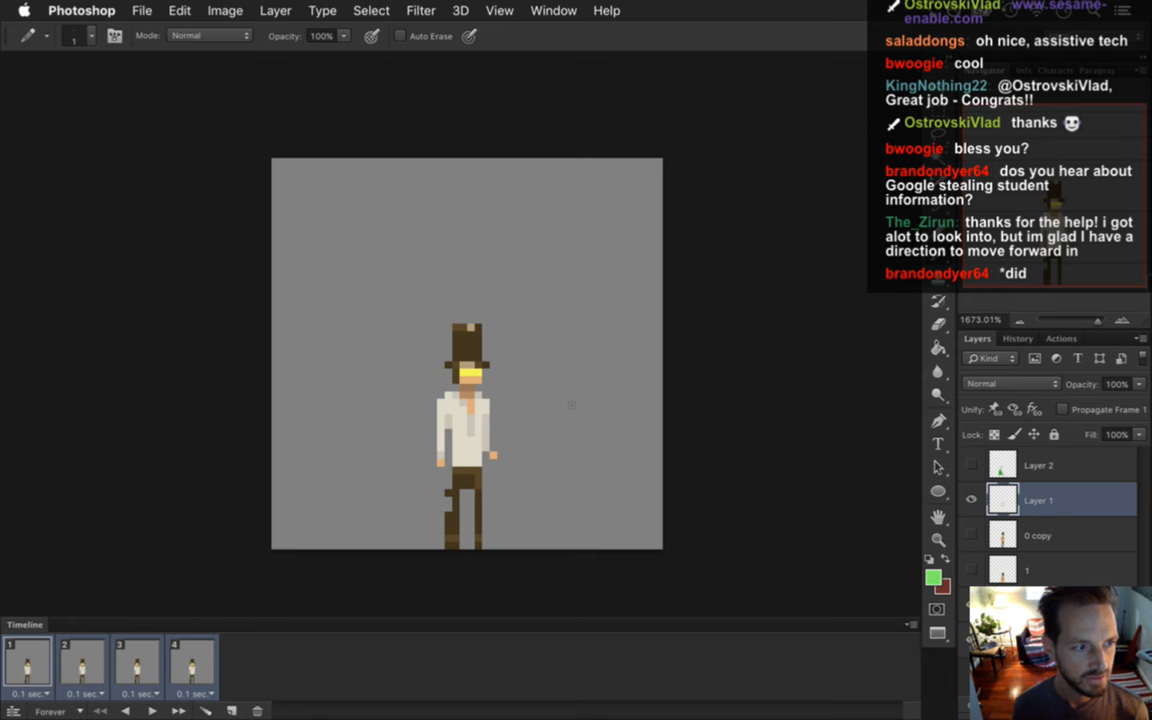 Photoshop File Edit Image Layer Type Select Filter 3D View Window Help
1 Mode: Normal Opacity: 100% Auto Erase
OstrovskiVlad: www.sesame-
enable.com
saladdongs: oh nice, assistive tech
bwoogie: cool
KingNothing22: @OstrovskiVlad,
Great job - Congrats!!
OstrovskiVlad thanks
bwoogie: bless you?
brandondyer64 dos you hear about
Google stealing student
information?
The_Zirun: thanks for the help! i got
alot to look into, but im glad I have a
direction to move forward in
brandondyer64 *did
1673.01%
Layers History Actions
Kind
Normal Opacity: 100%
Unify: Propagate Frame 1
Lock: Fill: 100%
Layer 2
Layer 1
0 copy
1
Timeline
1 2 3 4
0.1 sec. 0.1 sec. 0.1 sec. 0.1 sec.
Forever